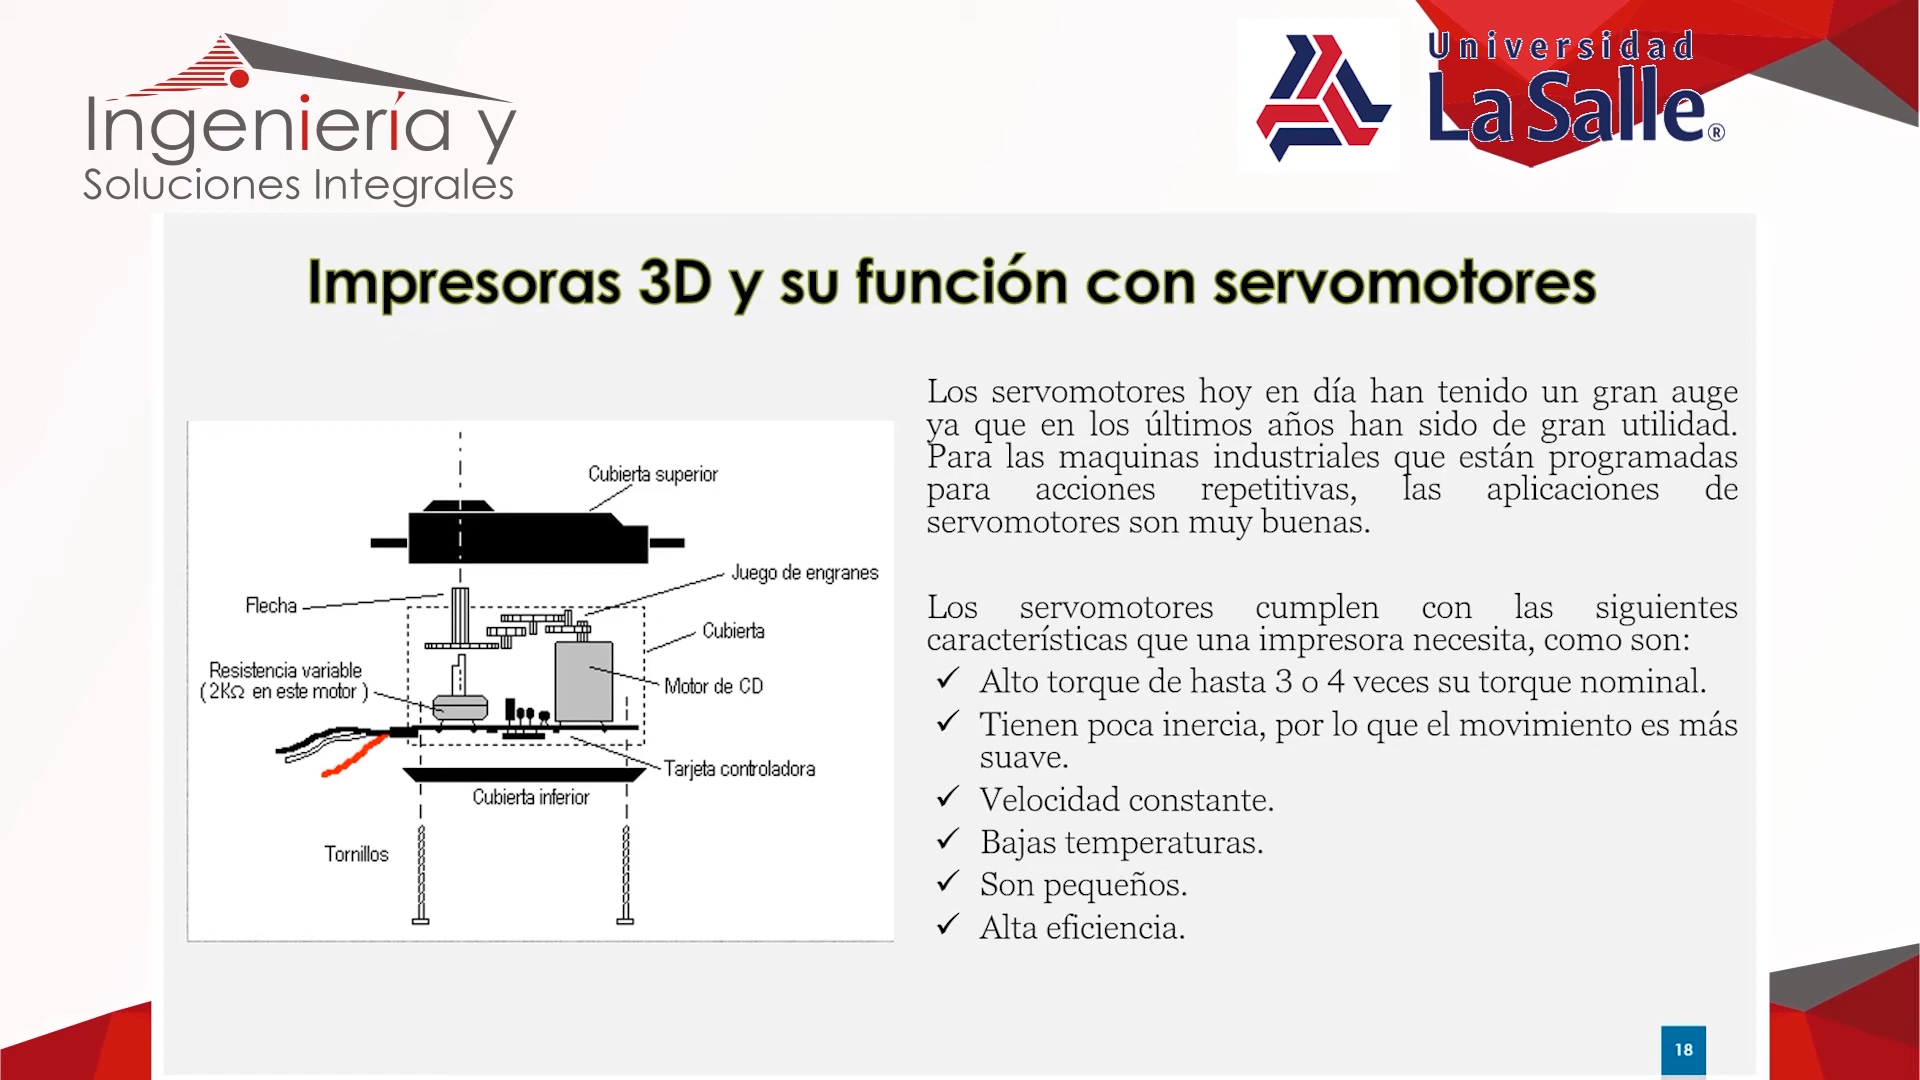 Ingeniería y
Soluciones Integrales
Universidad
La Salle®
Impresoras 3D y su función con servomotores
Cubierta superior
Juego de engranes
Flecha
Cubierta
Resistencia variable
(2KΩ en este motor)
Motor de CD
Tarjeta controladora
Cubierta inferior
Tornillos
Los servomotores hoy en día han tenido un gran auge
ya que en los últimos años han sido de gran utilidad.
Para las maquinas industriales que están programadas
para acciones repetitivas, las aplicaciones de
servomotores son muy buenas.
Los servomotores cumplen con las siguientes
características que una impresora necesita, como son:
✓ Alto torque de hasta 3 o 4 veces su torque nominal.
✓ Tienen poca inercia, por lo que el movimiento es más
suave.
✓ Velocidad constante.
✓ Bajas temperaturas.
✓ Son pequeños.
✓ Alta eficiencia.
18